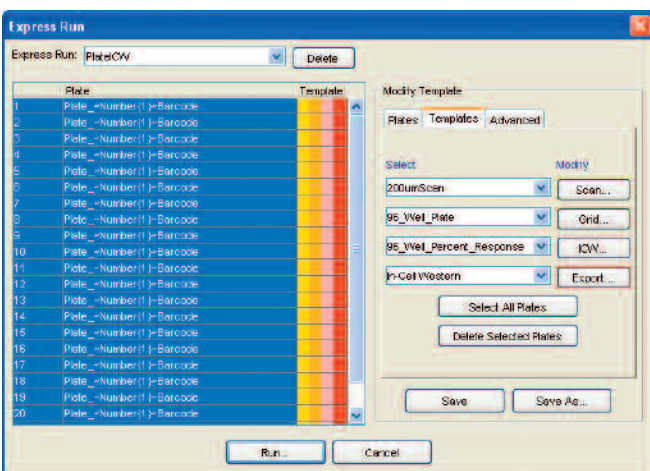 Express Run
Express Run: PlateICW Delete
Plate Template
1 Plate_~Number{1}~Barcode
2 Plate_~Number{1}~Barcode
3 Plate_~Number{1}~Barcode
4 Plate_~Number{1}~Barcode
5 Plate_~Number{1}~Barcode
6 Plate_~Number{1}~Barcode
7 Plate_~Number{1}~Barcode
8 Plate_~Number{1}~Barcode
9 Plate_~Number{1}~Barcode
10 Plate_~Number{1}~Barcode
11 Plate_~Number{1}~Barcode
12 Plate_~Number{1}~Barcode
13 Plate_~Number{1}~Barcode
14 Plate_~Number{1}~Barcode
15 Plate_~Number{1}~Barcode
16 Plate_~Number{1}~Barcode
17 Plate_~Number{1}~Barcode
18 Plate_~Number{1}~Barcode
19 Plate_~Number{1}~Barcode
20 Plate_~Number{1}~Barcode
Modify Template
Plates Templates Advanced
Select Modify
200umScan Scan...
96_Well_Plate Grid...
96_Well_Percent_Response ICW...
In-Cell Western Export...
Select All Plates
Delete Selected Plates
Save Save As...
Run... Cancel